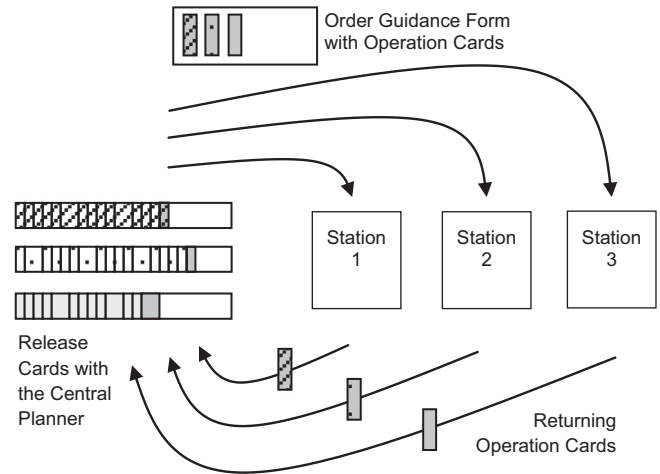 Order Guidance Form
with Operation Cards
Station
1
Station
2
Station
3
Release
Cards with
the Central
Planner
Returning
Operation Cards